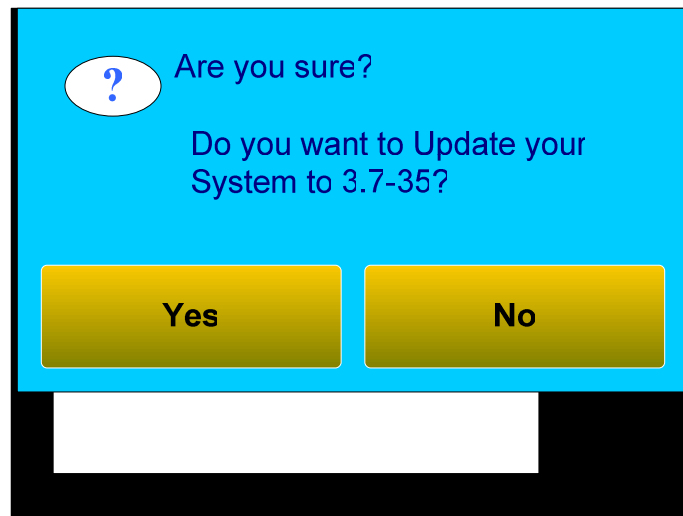 ?
Are you sure?
Do you want to Update your
System to 3.7-35?
Yes
No